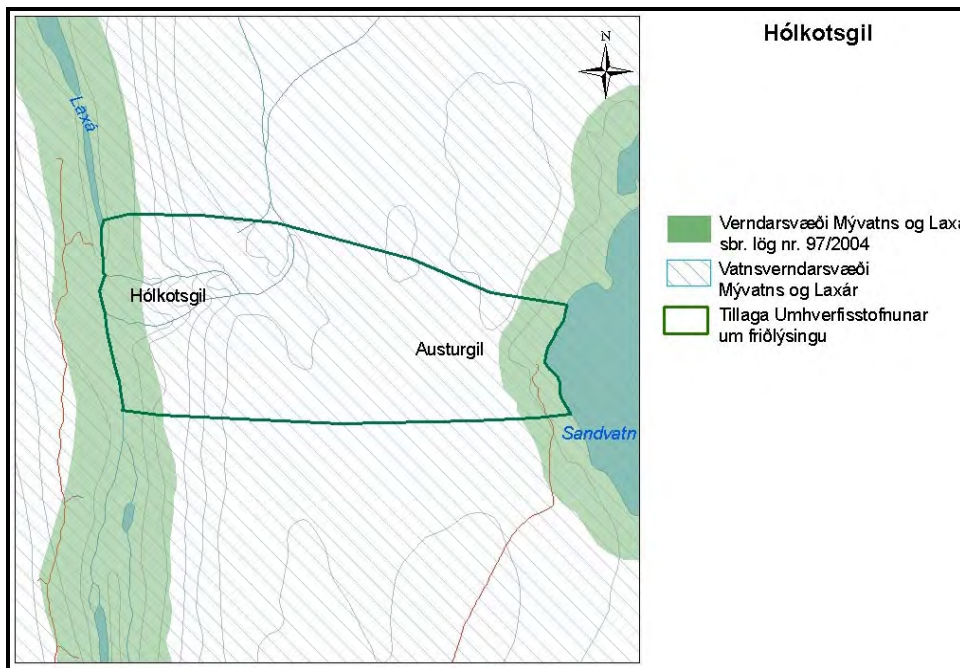 Hólkotsgil
N
Laxá
Hólkotsgil
Austurgil
Sandvatn
Verndarsvæði Mývatns og Laxá
sbr. lög nr. 97/2004
Vatnsverndarsvæði
Mývatns og Laxár
Tillaga Umhverfisstofnunar
um friðlýsingu